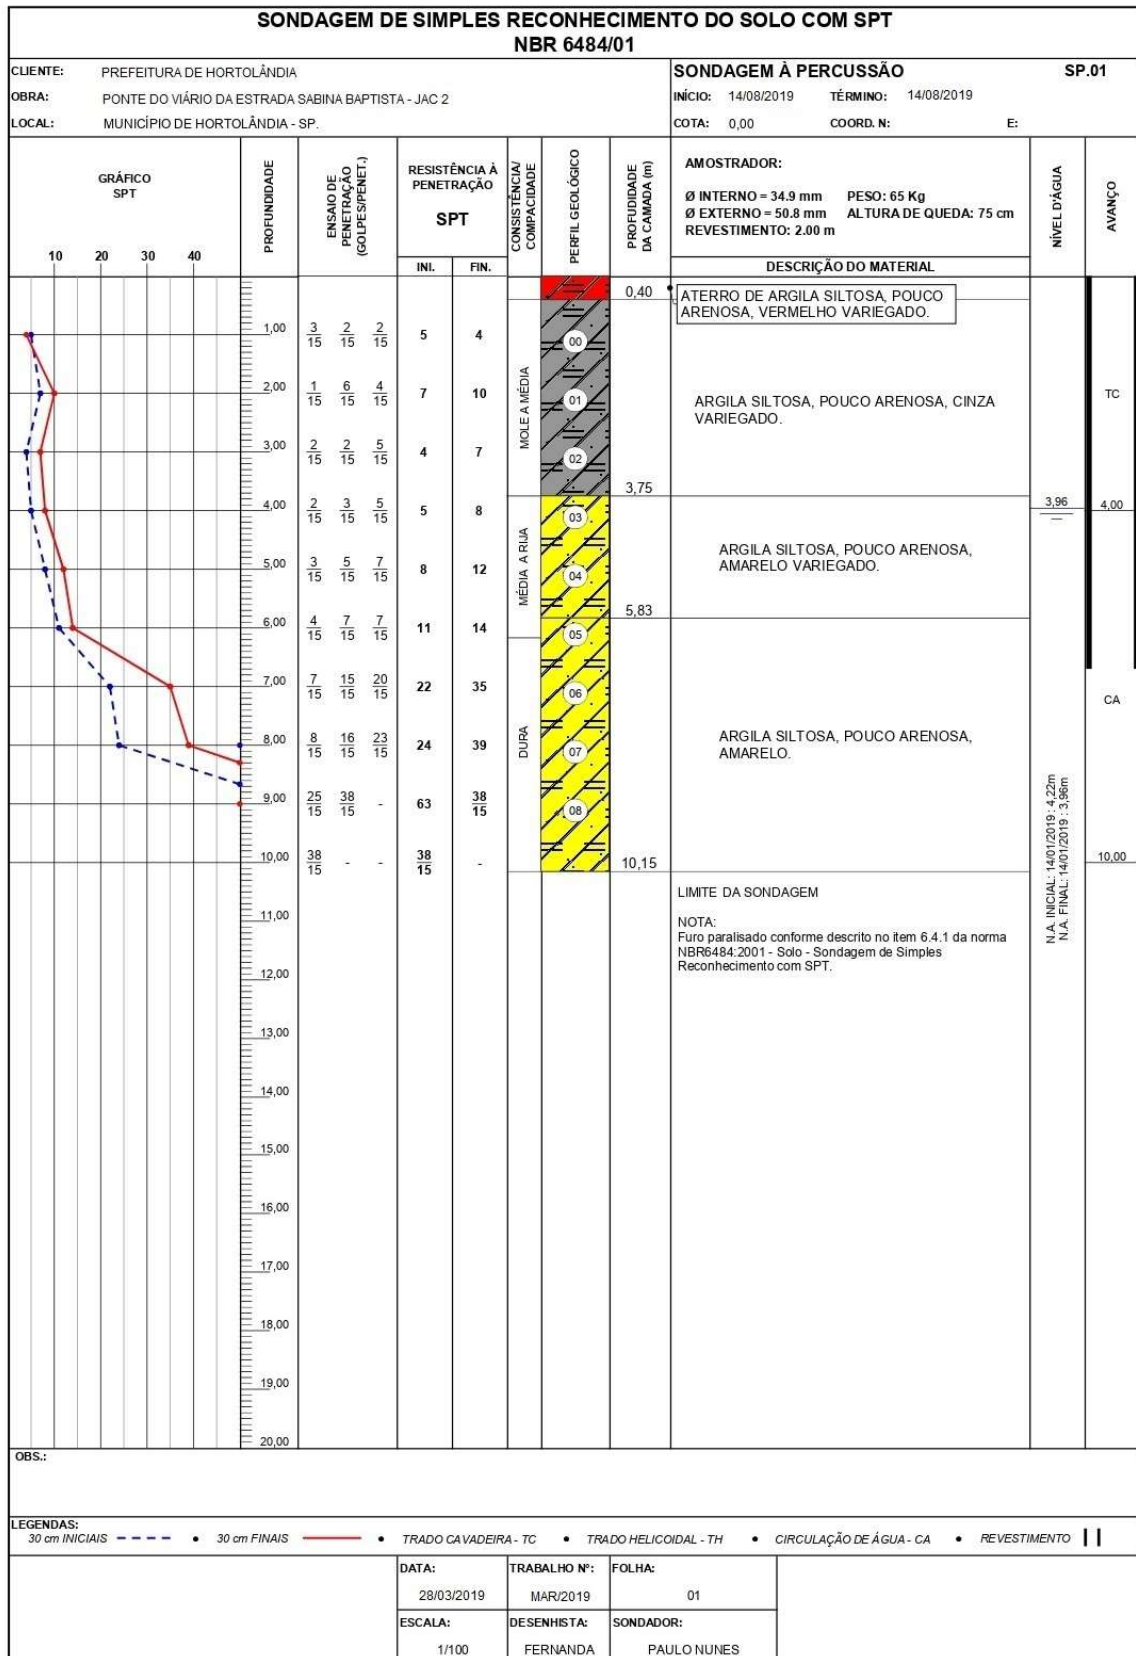 SONDAGEM DE SIMPLES RECONHECIMENTO DO SOLO COM SPT
NBR 6484/01
CLIENTE: PREFEITURA DE HORTOLÂNDIA
OBRA: PONTE DO VIÁRIO DA ESTRADA SABINA BAPTISTA - JAC 2
LOCAL: MUNICÍPIO DE HORTOLÂNDIA - SP.
SONDAGEM À PERCUSSÃO SP.01
INÍCIO: 14/08/2019 TÉRMINO: 14/08/2019
COTA: 0,00 COORD. N: E:
GRÁFICO
SPT
10 20 30 40
PROFUNDIDADE
ENSAIO DE
PENETRAÇÃO
(GOLPES/PENET.)
RESISTÊNCIA À
PENETRAÇÃO
SPT
INI. FIN.
CONSISTÊNCIA/
COMPACIDADE
PERFIL GEOLÓGICO
PROFUDIDADE
DA CAMADA (m)
AMOSTRADOR:
Ø INTERNO = 34.9 mm PESO: 65 Kg
Ø EXTERNO = 50.8 mm ALTURA DE QUEDA: 75 cm
REVESTIMENTO: 2.00 m
DESCRIÇÃO DO MATERIAL
NÍVEL D'ÁGUA
AVANÇO
1,00 3/15 2/15 2/15 5 4
2,00 1/15 6/15 4/15 7 10
3,00 2/15 2/15 5/15 4 7
4,00 2/15 3/15 5/15 5 8
5,00 3/15 5/15 7/15 8 12
6,00 4/15 7/15 7/15 11 14
7,00 7/15 15/15 20/15 22 35
8,00 8/15 16/15 23/15 24 39
9,00 25/15 38/15 - 63 38/15
10,00 38/15 - - 38/15 -
11,00
12,00
13,00
14,00
15,00
16,00
17,00
18,00
19,00
20,00
MOLE A MÉDIA
MÉDIA A RIJA
DURA
00
01
02
03
04
05
06
07
08
0,40
3,75
5,83
10,15
ATERRO DE ARGILA SILTOSA, POUCO
ARENOSA, VERMELHO VARIEGADO.
ARGILA SILTOSA, POUCO ARENOSA, CINZA
VARIEGADO.
ARGILA SILTOSA, POUCO ARENOSA,
AMARELO VARIEGADO.
ARGILA SILTOSA, POUCO ARENOSA,
AMARELO.
LIMITE DA SONDAGEM
NOTA:
Furo paralisado conforme descrito no item 6.4.1 da norma
NBR6484:2001 - Solo - Sondagem de Simples
Reconhecimento com SPT.
3,96
N.A. INICIAL: 14/01/2019 : 4,22m
N.A. FINAL: 14/01/2019 : 3,96m
TC
4,00
CA
10,00
OBS.:
LEGENDAS:
30 cm INICIAIS • 30 cm FINAIS • TRADO CAVADEIRA - TC • TRADO HELICOIDAL - TH • CIRCULAÇÃO DE ÁGUA - CA • REVESTIMENTO
DATA: TRABALHO Nº: FOLHA:
28/03/2019 MAR/2019 01
ESCALA: DESENHISTA: SONDADOR:
1/100 FERNANDA PAULO NUNES